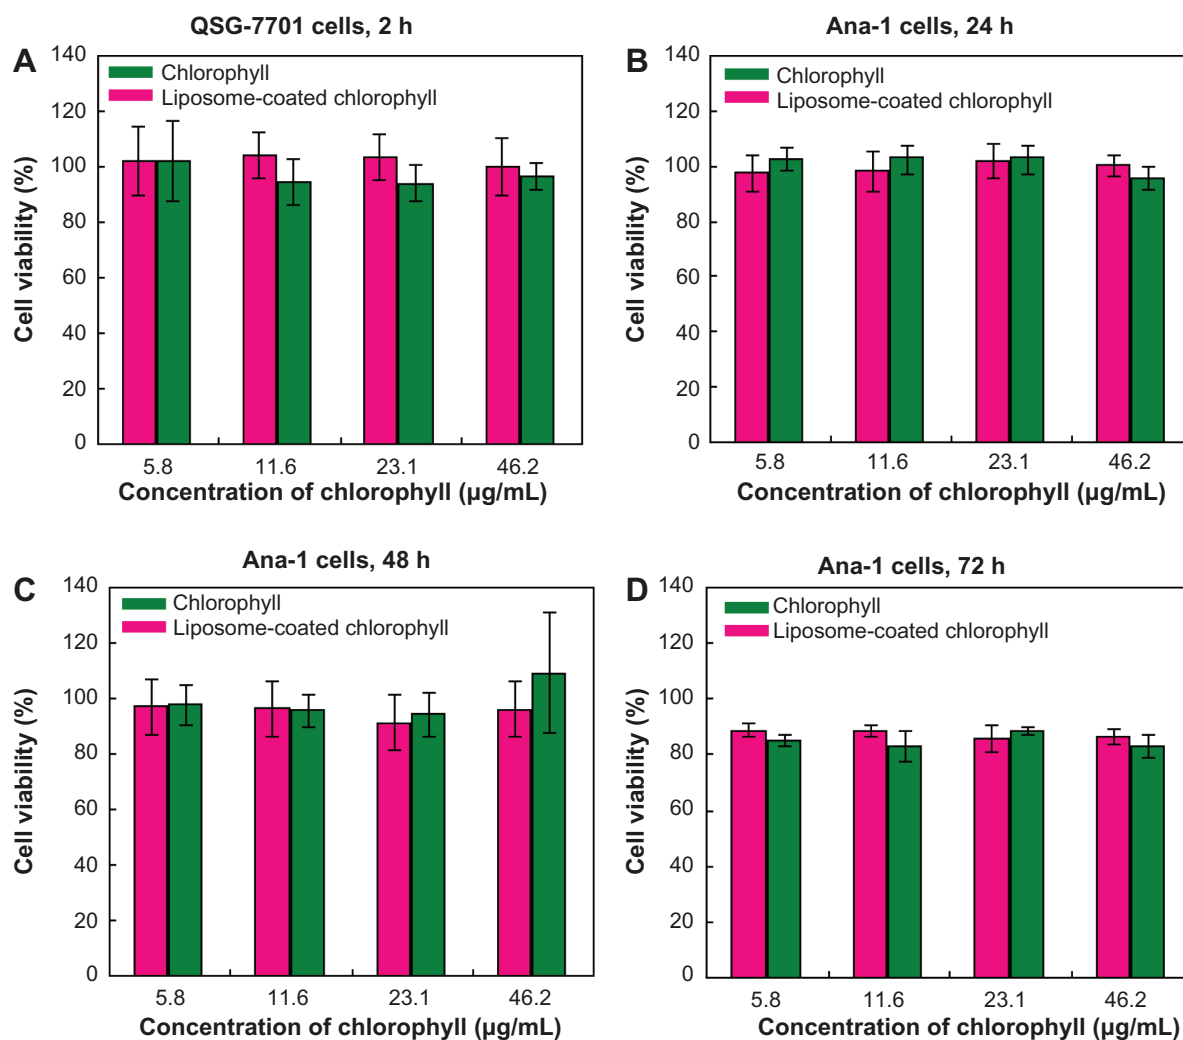 QSG-7701 cells, 2 h
A
Chlorophyll
Liposome-coated chlorophyll
Cell viability (%)
140
120
100
80
60
40
20
0
5.8 11.6 23.1 46.2
Concentration of chlorophyll (µg/mL)
Ana-1 cells, 24 h
B
Chlorophyll
Liposome-coated chlorophyll
Cell viability (%)
140
120
100
80
60
40
20
0
5.8 11.6 23.1 46.2
Concentration of chlorophyll (µg/mL)
Ana-1 cells, 48 h
C
Chlorophyll
Liposome-coated chlorophyll
Cell viability (%)
140
120
100
80
60
40
20
0
5.8 11.6 23.1 46.2
Concentration of chlorophyll (µg/mL)
Ana-1 cells, 72 h
D
Chlorophyll
Liposome-coated chlorophyll
Cell viability (%)
140
120
100
80
60
40
20
0
5.8 11.6 23.1 46.2
Concentration of chlorophyll (µg/mL)